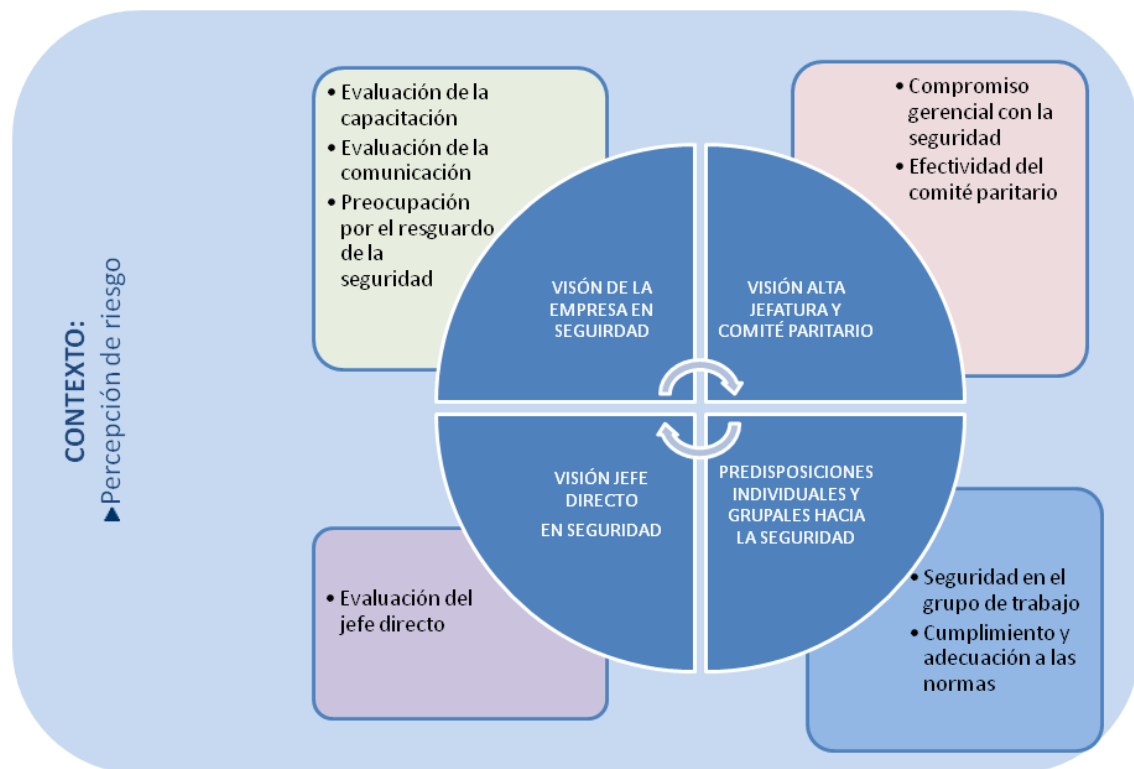 CONTEXTO:
►Percepción de riesgo
• Evaluación de la
capacitación
• Evaluación de la
comunicación
• Preocupación
por el resguardo
de la
seguridad
• Compromiso
gerencial con la
seguridad
• Efectividad del
comité paritario
VISÓN DE LA
EMPRESA EN
SEGUIRDAD
VISIÓN ALTA
JEFATURA Y
COMITÉ PARITARIO
VISIÓN JEFE
DIRECTO
EN SEGURIDAD
PREDISPOSICIONES
INDIVIDUALES Y
GRUPALES HACIA
LA SEGURIDAD
• Evaluación del
jefe directo
• Seguridad en el
grupo de trabajo
• Cumplimiento y
adecuación a las
normas